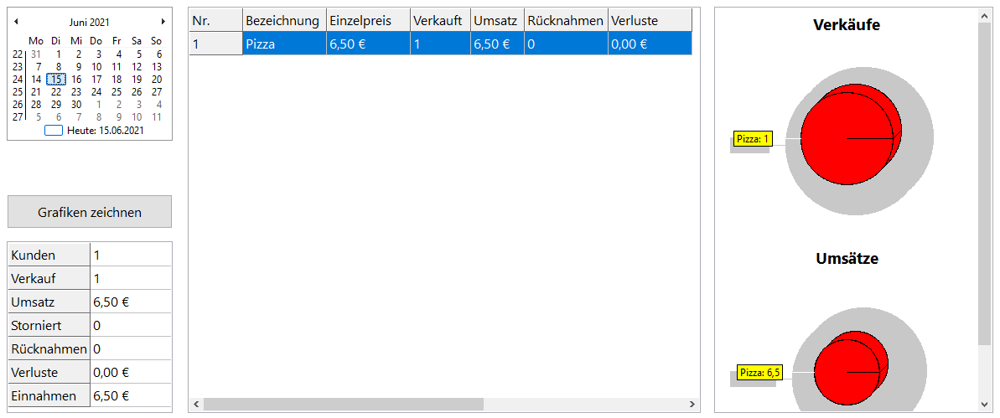 Juni 2021
Mo Di Mi Do Fr Sa So
22 31 1 2 3 4 5 6
23 7 8 9 10 11 12 13
24 14 15 16 17 18 19 20
25 21 22 23 24 25 26 27
26 28 29 30 1 2 3 4
27 5 6 7 8 9 10 11
Heute: 15.06.2021
Grafiken zeichnen
Kunden 1
Verkauf 1
Umsatz 6,50 €
Storniert 0
Rücknahmen 0
Verluste 0,00 €
Einnahmen 6,50 €
Nr. Bezeichnung Einzelpreis Verkauft Umsatz Rücknahmen Verluste
1 Pizza 6,50 € 1 6,50 € 0 0,00 €
Verkäufe
Pizza: 1
Umsätze
Pizza: 6,5